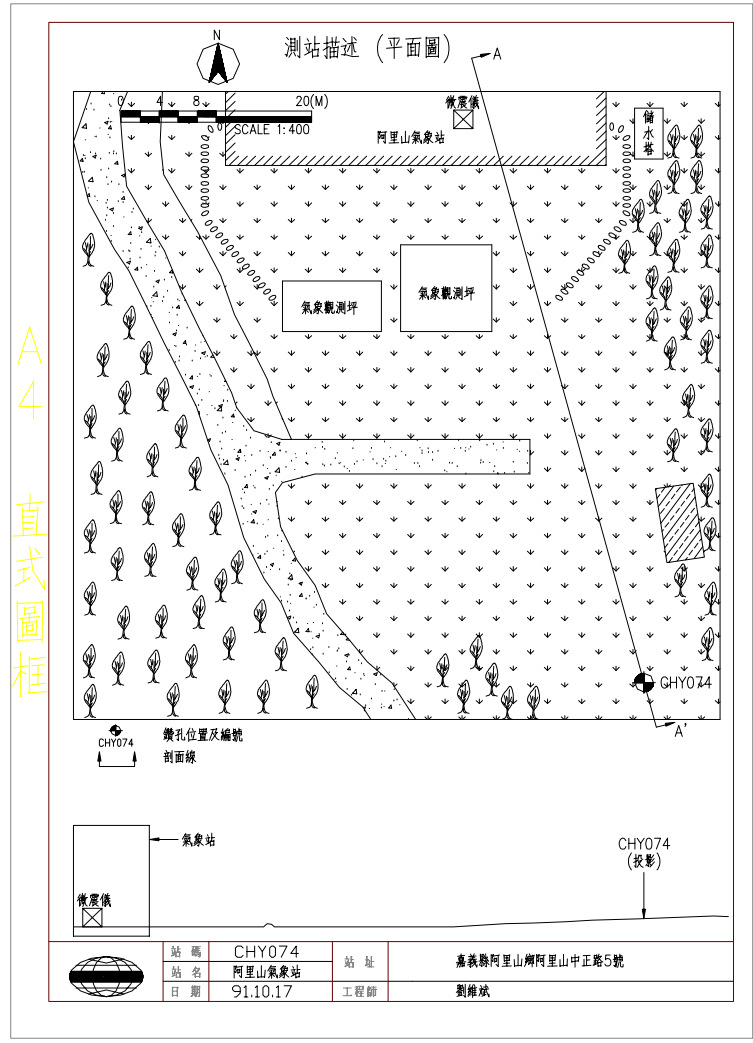 N
測站描述 (平面圖)
A
0 4 8 20(M)
SCALE 1:400
微震儀
阿里山氣象站
儲水塔
氣象觀測坪
氣象觀測坪
A4 直式圖框
CHY074
A'
CHY074
鑽孔位置及編號
剖面線
氣象站
微震儀
CHY074
(投影)
站碼 CHY074
站址 嘉義縣阿里山鄉阿里山中正路5號
站名 阿里山氣象站
日期 91.10.17
工程師 劉維斌